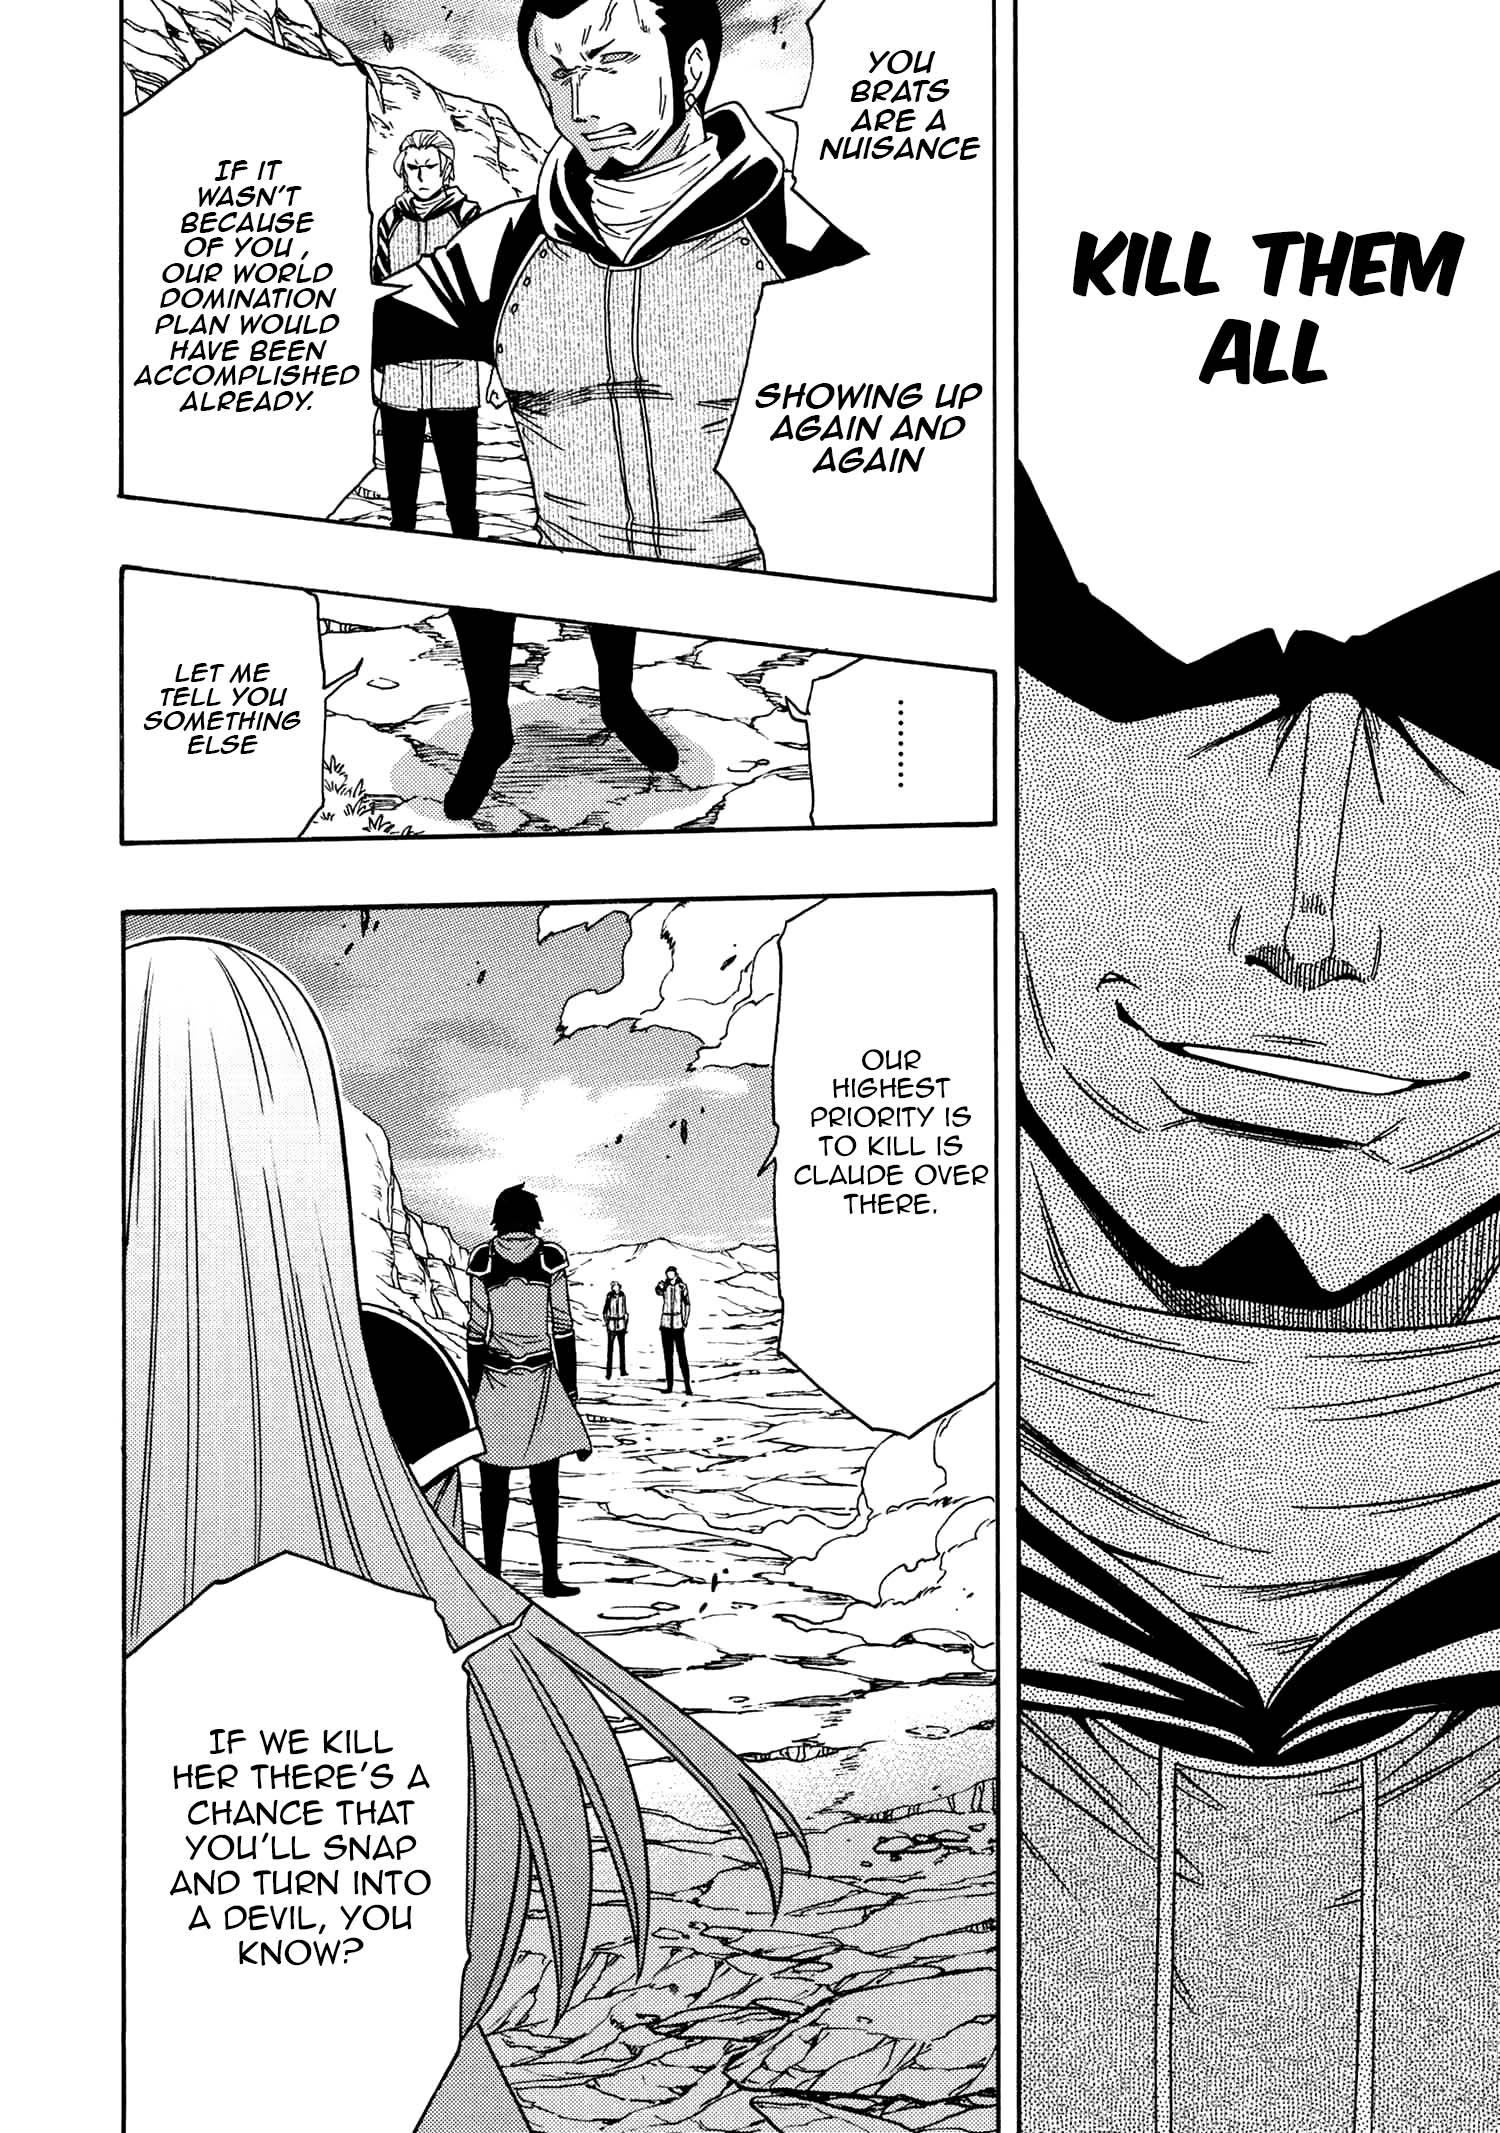 KILL THEM
ALL
YOU
BRATS
ARE A
NUISANCE
SHOWING UP
AGAIN AND
AGAIN
IF IT
WASN'T
BECAUSE
OF YOU ,
OUR WORLD
DOMINATION
PLAN WOULD
HAVE BEEN
ACCOMPLISHED
ALREADY.
........
LET ME
TELL YOU
SOMETHING
ELSE
OUR
HIGHEST
PRIORITY IS
TO KILL IS
CLAUDE OVER
THERE.
IF WE KILL
HER THERE'S A
CHANCE THAT
YOU'LL SNAP
AND TURN INTO
A DEVIL, YOU
KNOW?